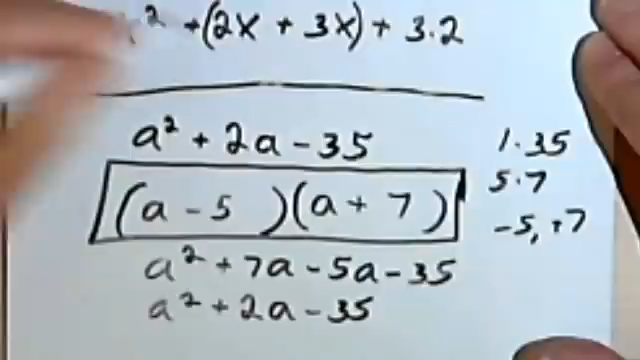 x² + (2x + 3x) + 3·2
a² + 2a - 35
1·35
5·7
(a - 5 )(a + 7 )
-5, +7
a² + 7a - 5a - 35
a² + 2a - 35